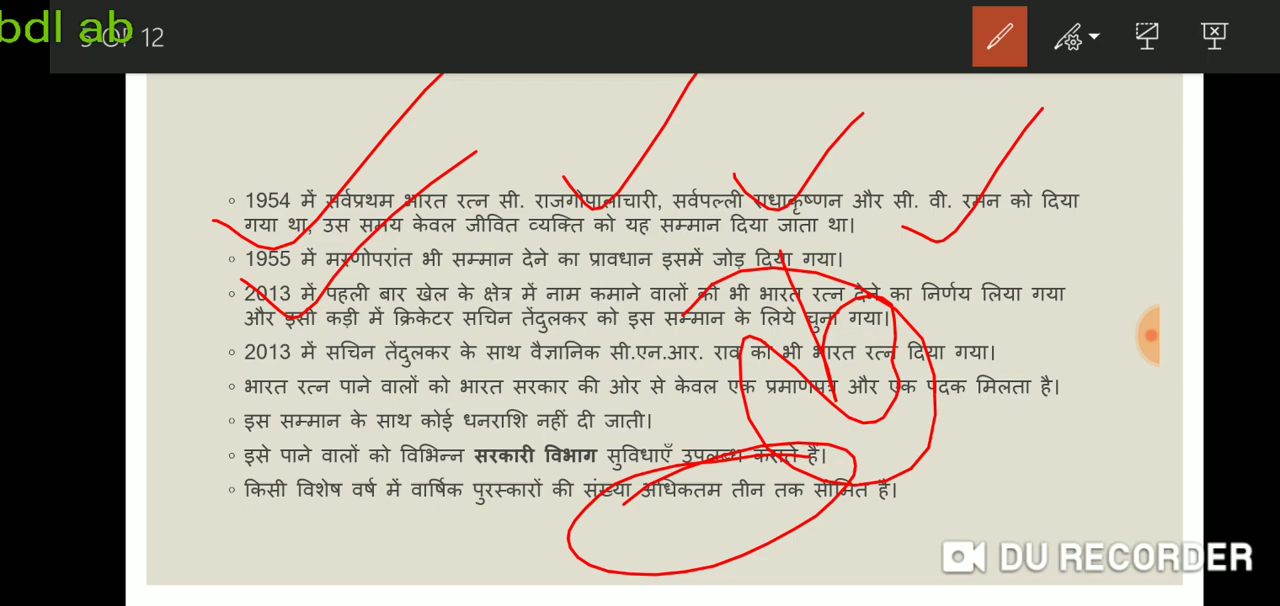 bdl ab
9 OF 12
◦ 1954 में सर्वप्रथम भारत रत्न सी. राजगोपालाचारी, सर्वपल्ली राधाकृष्णन और सी. वी. रमन को दिया
गया था, उस समय केवल जीवित व्यक्ति को यह सम्मान दिया जाता था।
◦ 1955 में मरणोपरांत भी सम्मान देने का प्रावधान इसमें जोड़ दिया गया।
◦ 2013 में पहली बार खेल के क्षेत्र में नाम कमाने वालों को भी भारत रत्न देने का निर्णय लिया गया
और इसी कड़ी में क्रिकेटर सचिन तेंदुलकर को इस सम्मान के लिये चुना गया।
◦ 2013 में सचिन तेंदुलकर के साथ वैज्ञानिक सी.एन.आर. राव को भी भारत रत्न दिया गया।
◦ भारत रत्न पाने वालों को भारत सरकार की ओर से केवल एक प्रमाणपत्र और एक पदक मिलता है।
◦ इस सम्मान के साथ कोई धनराशि नहीं दी जाती।
◦ इसे पाने वालों को विभिन्न सरकारी विभाग सुविधाएँ उपलब्ध कराते हैं।
◦ किसी विशेष वर्ष में वार्षिक पुरस्कारों की संख्या अधिकतम तीन तक सीमित है।
DU RECORDER